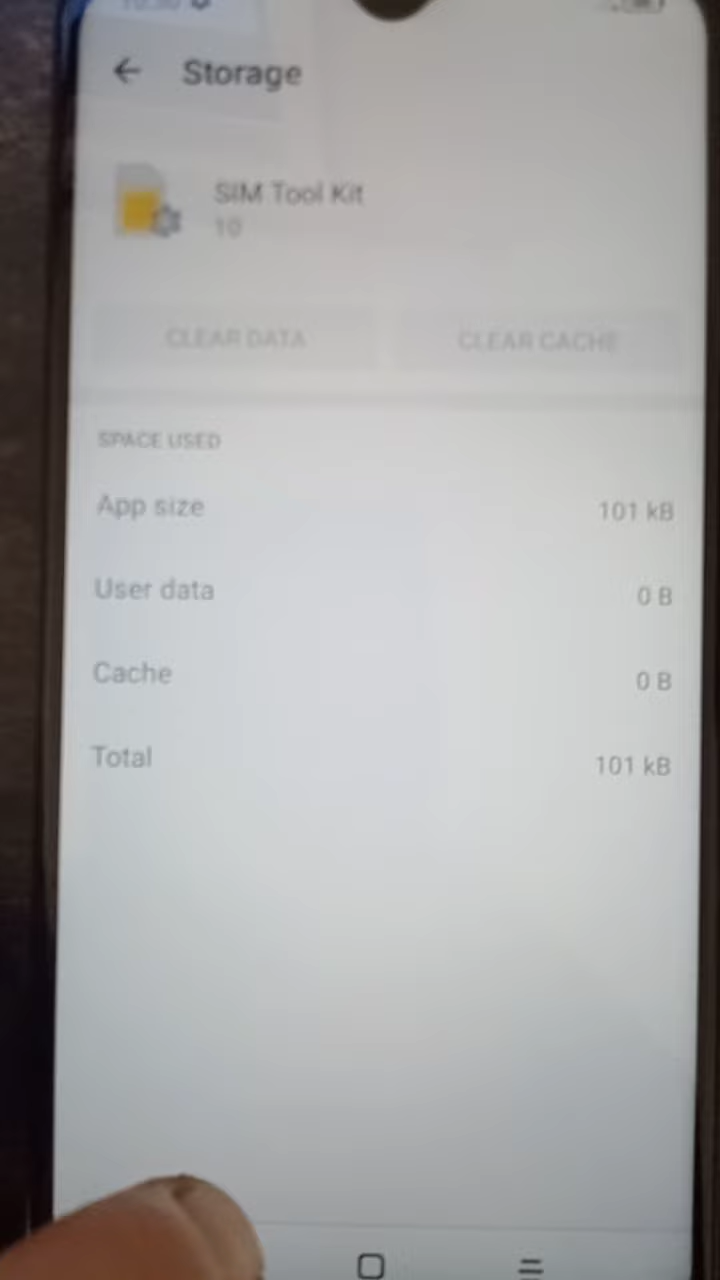 Storage
SIM Tool Kit
10
CLEAR DATA
CLEAR CACHE
SPACE USED
App size
101 kB
User data
0 B
Cache
0 B
Total
101 kB